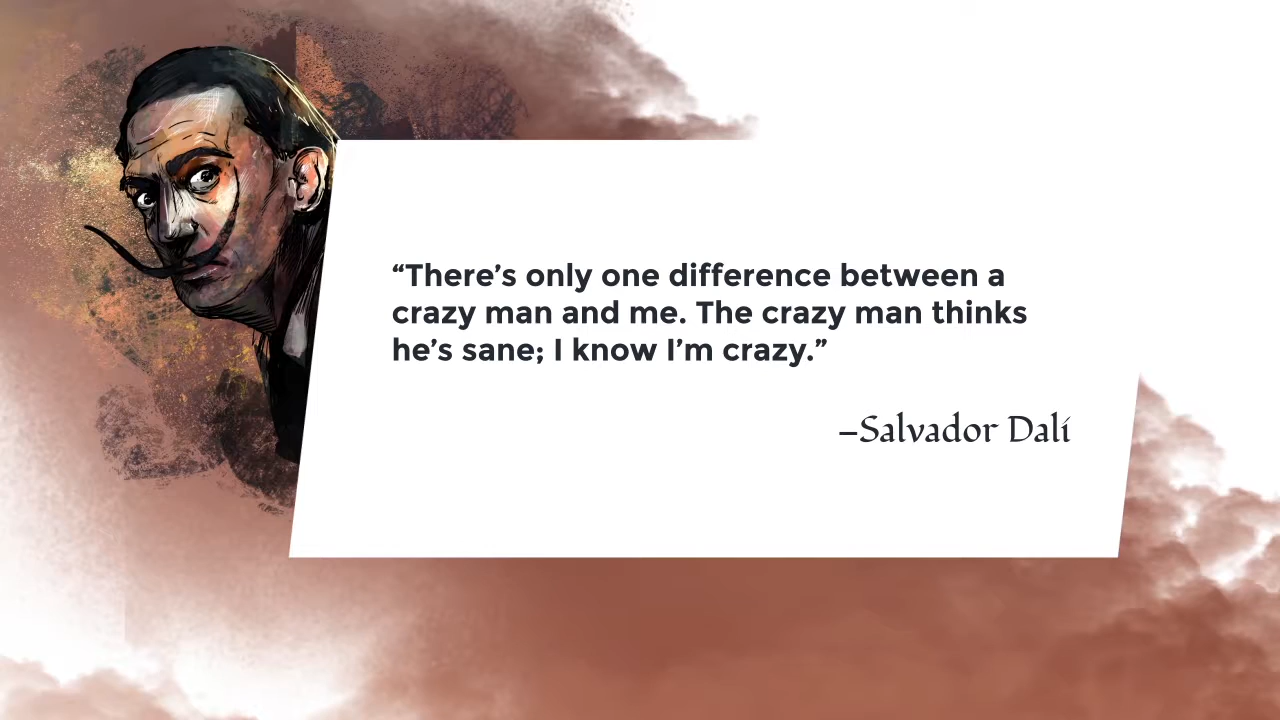 “There’s only one difference between a
crazy man and me. The crazy man thinks
he’s sane; I know I’m crazy.”
–Salvador Dalí